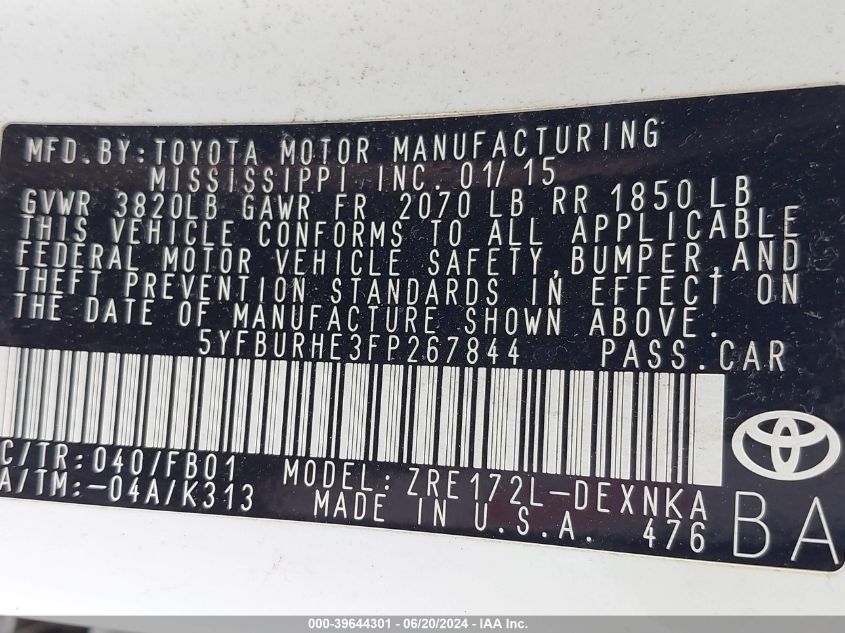 MFD.BY:TOYOTA MOTOR MANUFACTURING
MISSISSIPPI INC. 01/15
GVWR 3820LB GAWR FR 2070 LB RR 1850 LB
THIS VEHICLE CONFORMS TO ALL APPLICABLE
FEDERAL MOTOR VEHICLE SAFETY,BUMPER,AND
THEFT PREVENTION STANDARDS IN EFFECT ON
THE DATE OF MANUFACTURE SHOWN ABOVE.
5YFBURHE3FP267844 PASS.CAR
C/TR:040/FB01 MODEL:ZRE172L-DEXNKA
A/TM:-04A/K313 MADE IN U.S.A. 476
BA
000-39644301 - 06/20/2024 - IAA Inc.